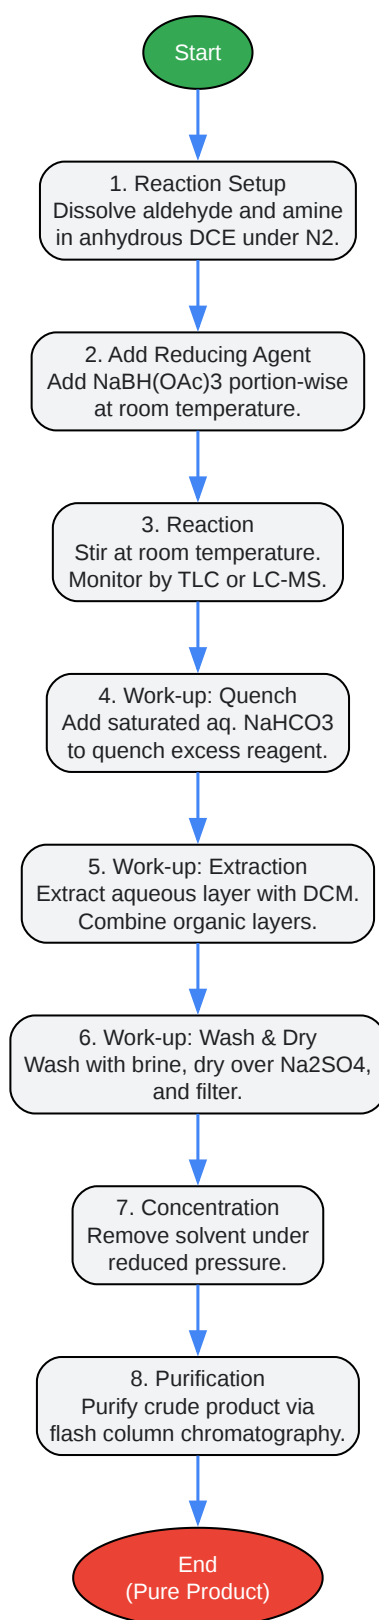 Start
1. Reaction Setup
Dissolve aldehyde and amine
in anhydrous DCE under N2.
2. Add Reducing Agent
Add NaBH(OAc)3 portion-wise
at room temperature.
3. Reaction
Stir at room temperature.
Monitor by TLC or LC-MS.
4. Work-up: Quench
Add saturated aq. NaHCO3
to quench excess reagent.
5. Work-up: Extraction
Extract aqueous layer with DCM.
Combine organic layers.
6. Work-up: Wash & Dry
Wash with brine, dry over Na2SO4,
and filter.
7. Concentration
Remove solvent under
reduced pressure.
8. Purification
Purify crude product via
flash column chromatography.
End
(Pure Product)